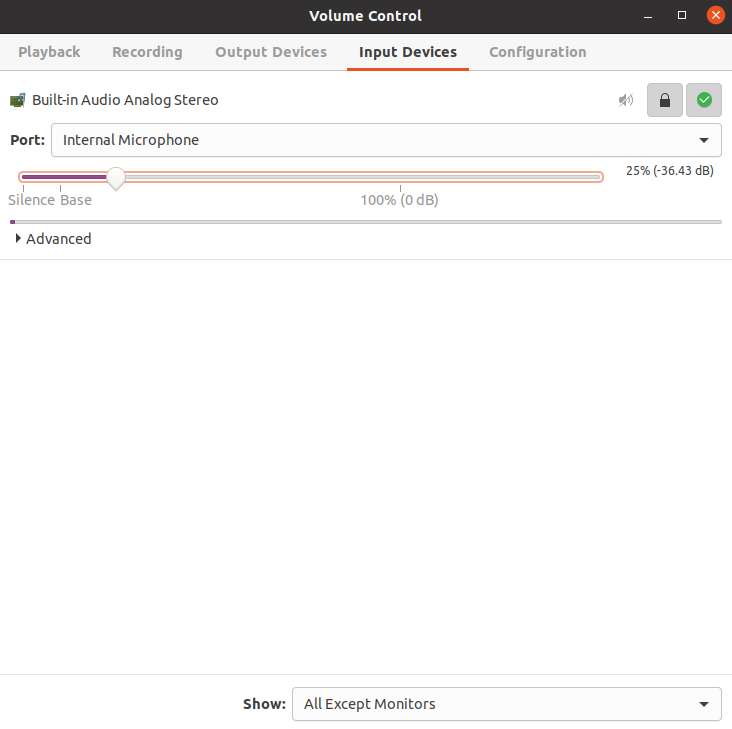 Volume Control
Playback Recording Output Devices Input Devices Configuration
Built-in Audio Analog Stereo
Port: Internal Microphone
25% (-36.43 dB)
Silence Base 100% (0 dB)
Advanced
Show: All Except Monitors